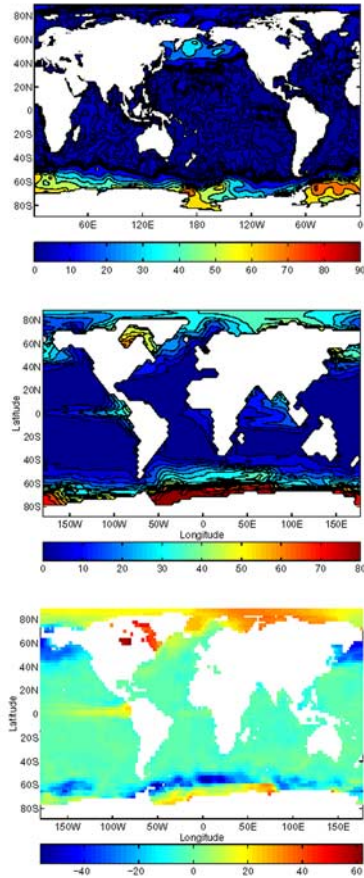 80N
60N
40N
20N
0
20S
40S
60S
80S
60E 120E 180 120W 60W 0
0 10 20 30 40 50 60 70 80 90
80N
60N
40N
20N
0
20S
40S
60S
80S
Latitude
150W 100W 50W 0 50E 100E 150E
Longitude
0 10 20 30 40 50 60 70 80
80N
60N
40N
20N
0
20S
40S
60S
80S
Latitude
150W 100W 50W 0 50E 100E 150E
Longitude
−40 −20 0 20 40 60